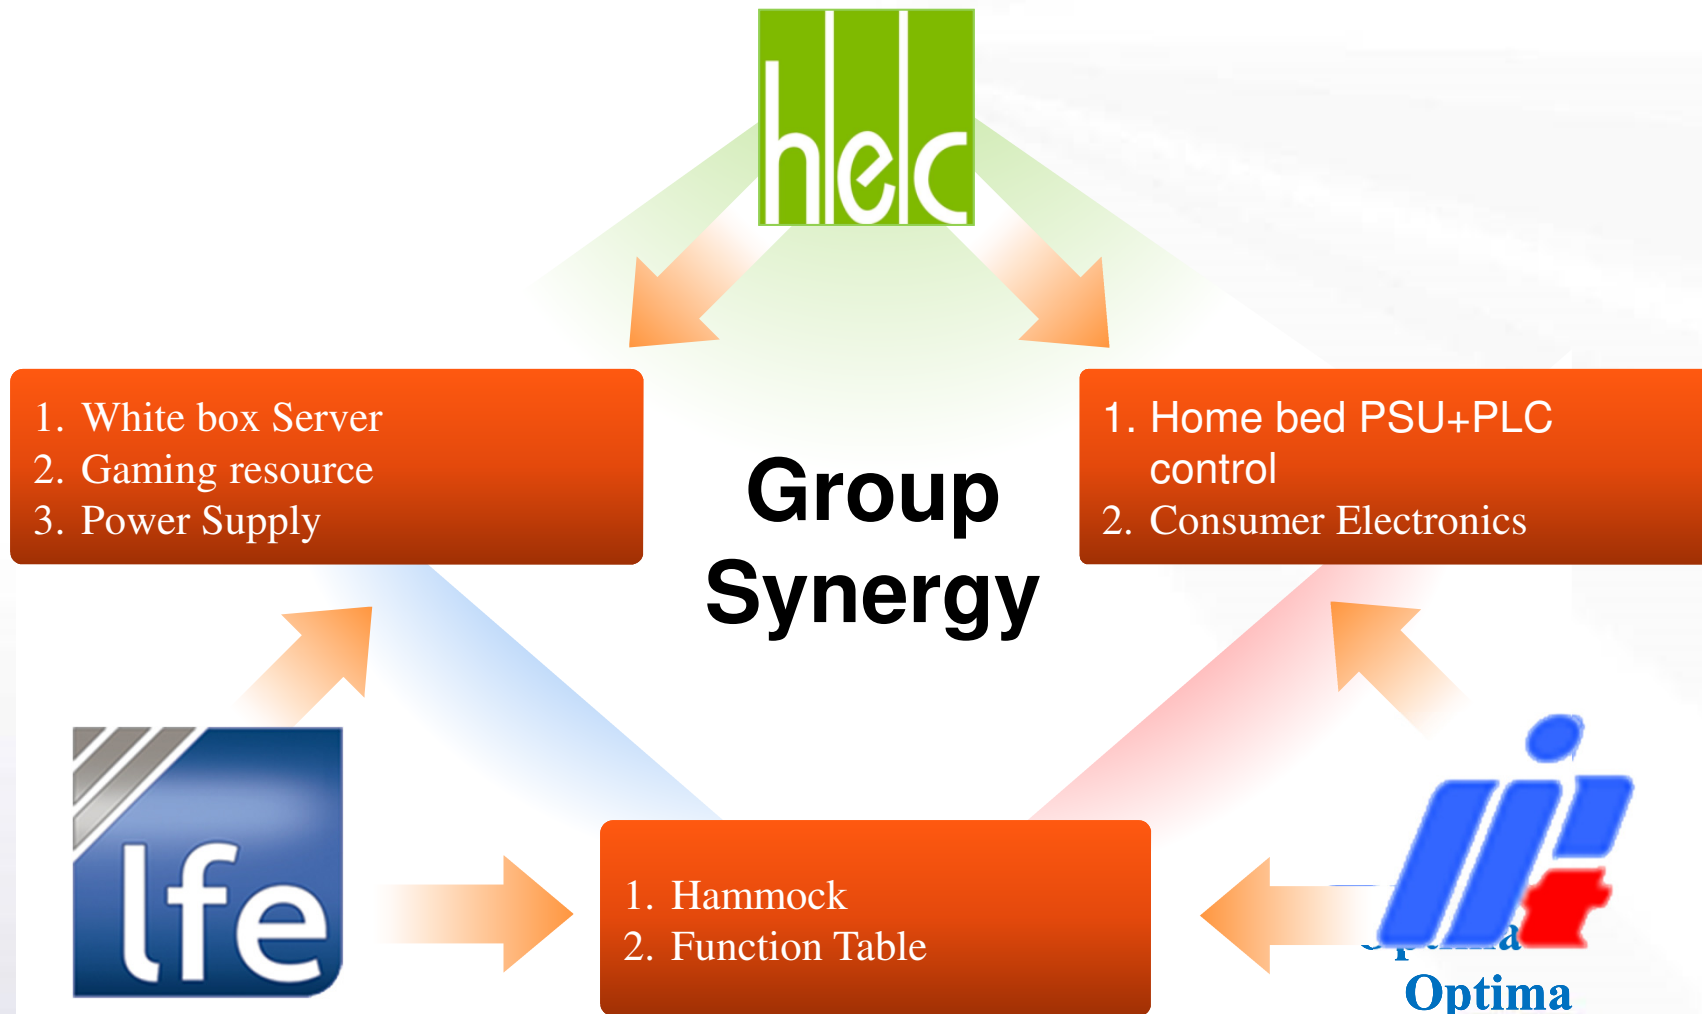 helc
1. White box Server
2. Gaming resource
3. Power Supply
1. Home bed PSU+PLC
control
2. Consumer Electronics
Group
Synergy
lfe
1. Hammock
2. Function Table
Optima